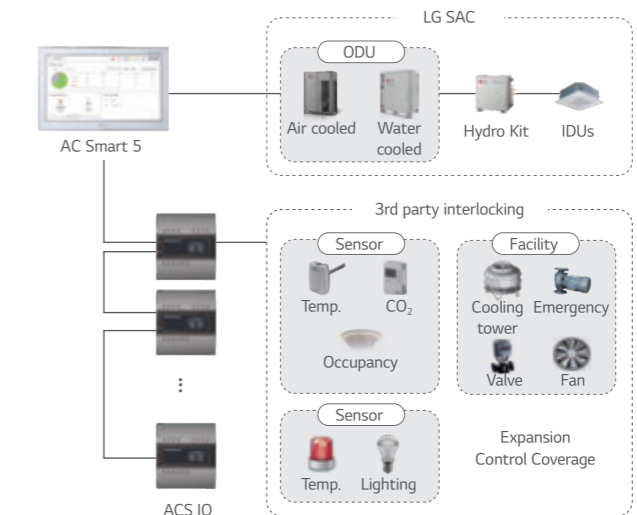 LG SAC
ODU
Air cooled
Water
cooled
Hydro Kit
IDUs
AC Smart 5
3rd party interlocking
Sensor
Temp.
CO₂
Occupancy
Facility
Cooling
tower
Emergency
Valve
Fan
Sensor
Temp.
Lighting
Expansion
Control Coverage
ACS IO